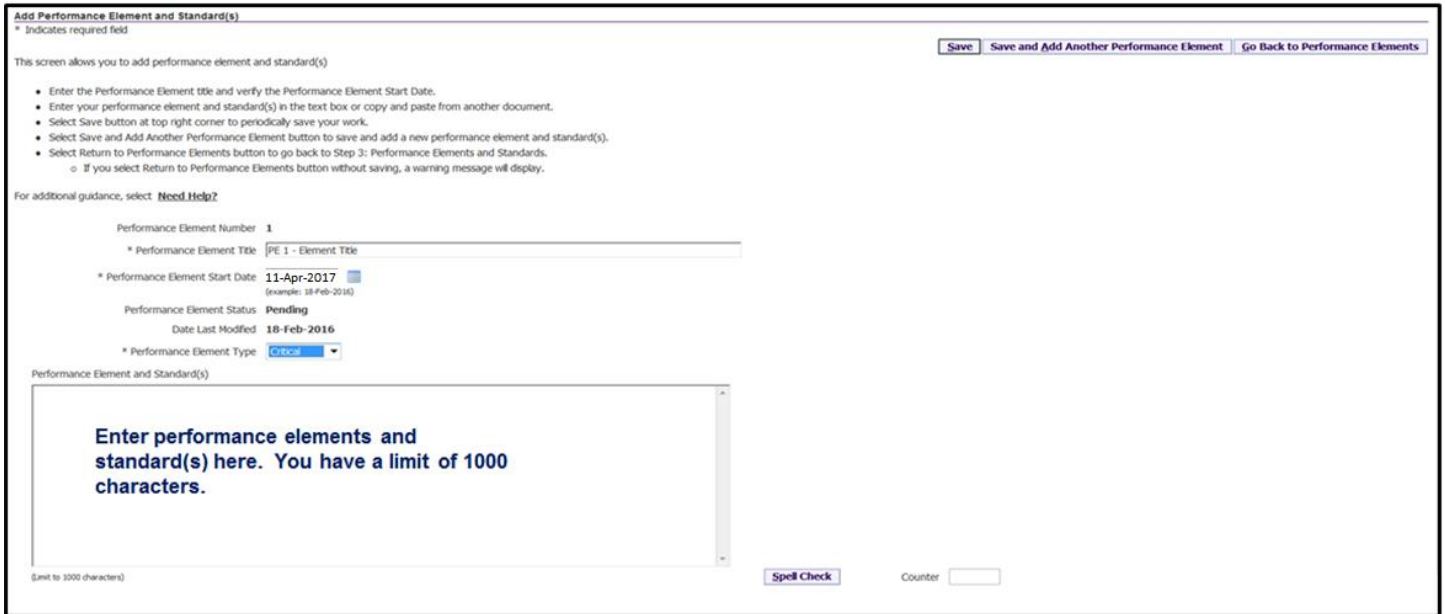 Add Performance Element and Standard(s)
* Indicates required field
Save Save and Add Another Performance Element Go Back to Performance Elements
This screen allows you to add performance element and standard(s)
• Enter the Performance Element title and verify the Performance Element Start Date.
• Enter your performance element and standard(s) in the text box or copy and paste from another document.
• Select Save button at top right corner to periodically save your work.
• Select Save and Add Another Performance Element button to save and add a new performance element and standard(s).
• Select Return to Performance Elements button to go back to Step 3: Performance Elements and Standards.
o If you select Return to Performance Elements button without saving, a warning message will display.
For additional guidance, select Need Help?
Performance Element Number 1
* Performance Element Title PE 1 - Element Title
* Performance Element Start Date 11-Apr-2017
(example: 18-Feb-2016)
Performance Element Status Pending
Date Last Modified 18-Feb-2016
* Performance Element Type Critical
Performance Element and Standard(s)
Enter performance elements and
standard(s) here. You have a limit of 1000
characters.
(Limit to 1000 characters) Spell Check Counter